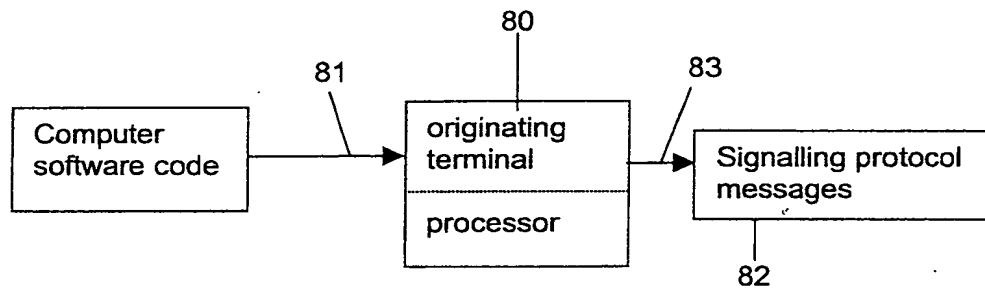 80
81
83
Computer
software code
originating
terminal
processor
Signalling protocol
messages
82